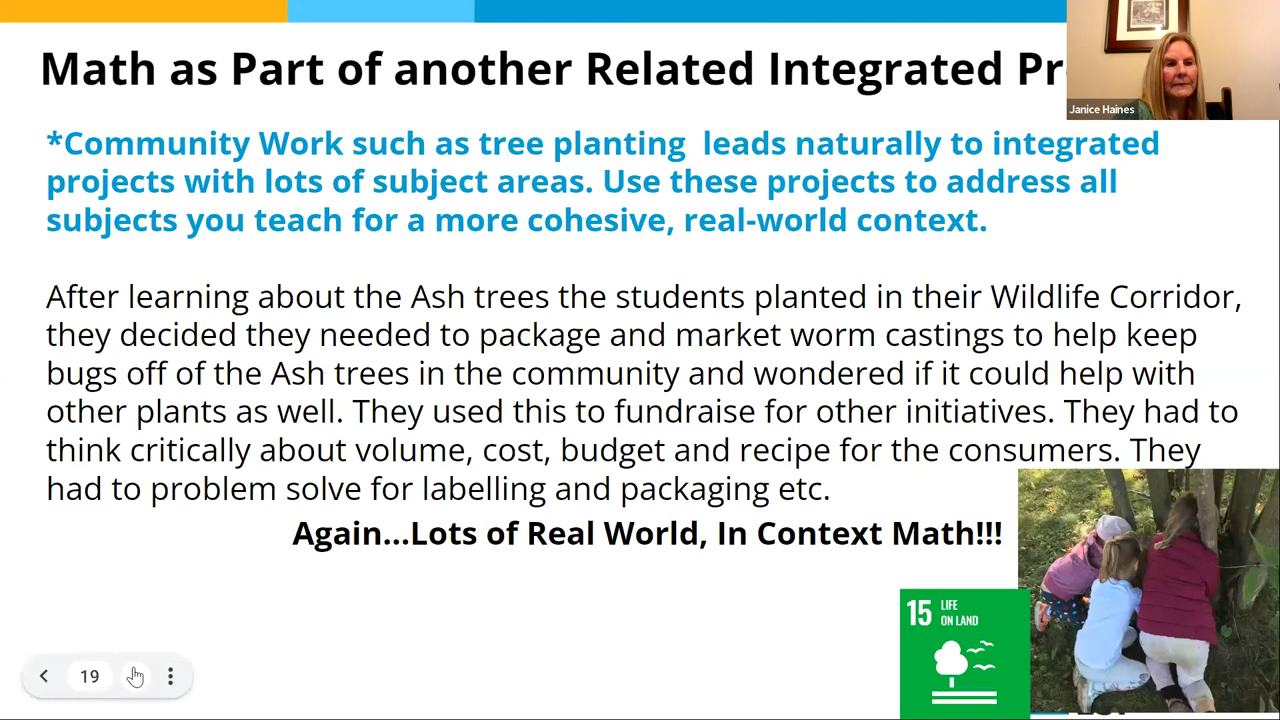 Math as Part of another Related Integrated
Janice Haines
*Community Work such as tree planting leads naturally to integrated
projects with lots of subject areas. Use these projects to address all
subjects you teach for a more cohesive, real-world context.
After learning about the Ash trees the students planted in their Wildlife Corridor,
they decided they needed to package and market worm castings to help keep
bugs off of the Ash trees in the community and wondered if it could help with
other plants as well. They used this to fundraise for other initiatives. They had to
think critically about volume, cost, budget and recipe for the consumers. They
had to problem solve for labelling and packaging etc.
Again...Lots of Real World, In Context Math!!!
15 LIFE
ON LAND
19